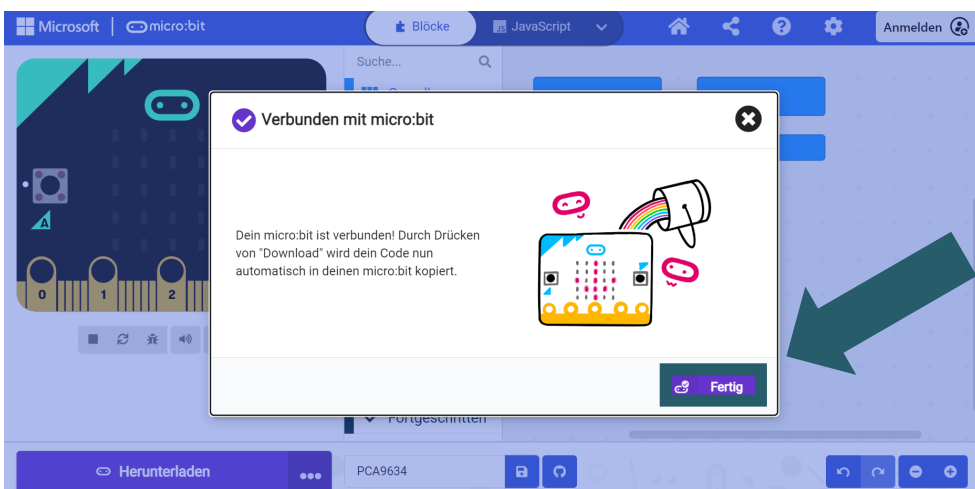 Microsoft
micro:bit
Blöcke
JS
JavaScript
Anmelden
Suche...
Verbunden mit micro:bit
Dein micro:bit ist verbunden! Durch Drücken
von "Download" wird dein Code nun
automatisch in deinen micro:bit kopiert.
A
0
1
2
Fertig
Fortgeschritten
Herunterladen
PCA9634